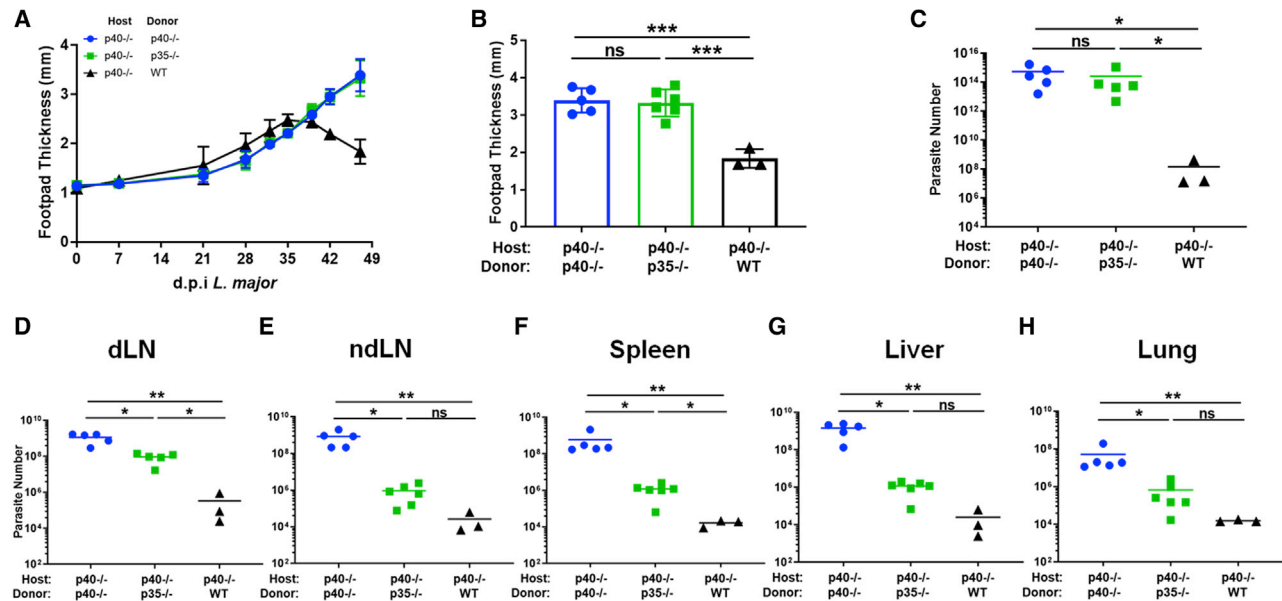 A
Host Donor
p40-/- p40-/-
p40-/- p35-/-
p40-/- WT
Footpad Thickness (mm)
4
3
2
1
0 7 14 21 28 35 42 49
d.p.i L. major
B
***
ns ***
Footpad Thickness (mm)
5
4
3
2
1
0
Host: p40-/- p40-/- p40-/-
Donor: p40-/- p35-/- WT
C
*
ns *
Parasite Number
10^16
10^14
10^12
10^8
10^6
10^4
Host: p40-/- p40-/- p40-/-
Donor: p40-/- p35-/- WT
D
dLN
**
* *
Parasite Number
10^10
10^8
10^6
10^4
10^2
Host: p40-/- p40-/- p40-/-
Donor: p40-/- p35-/- WT
E
ndLN
**
* ns
10^10
10^8
10^6
10^4
10^2
p40-/- p40-/- p40-/-
p40-/- p35-/- WT
F
Spleen
**
* *
10^10
10^8
10^6
10^4
10^2
Host: p40-/- p40-/- p40-/-
Donor: p40-/- p35-/- WT
G
Liver
**
* ns
10^10
10^8
10^6
10^4
10^2
p40-/- p40-/- p40-/-
p40-/- p35-/- WT
H
Lung
**
* ns
10^10
10^8
10^6
10^4
10^2
Host: p40-/- p40-/- p40-/-
Donor: p40-/- p35-/- WT